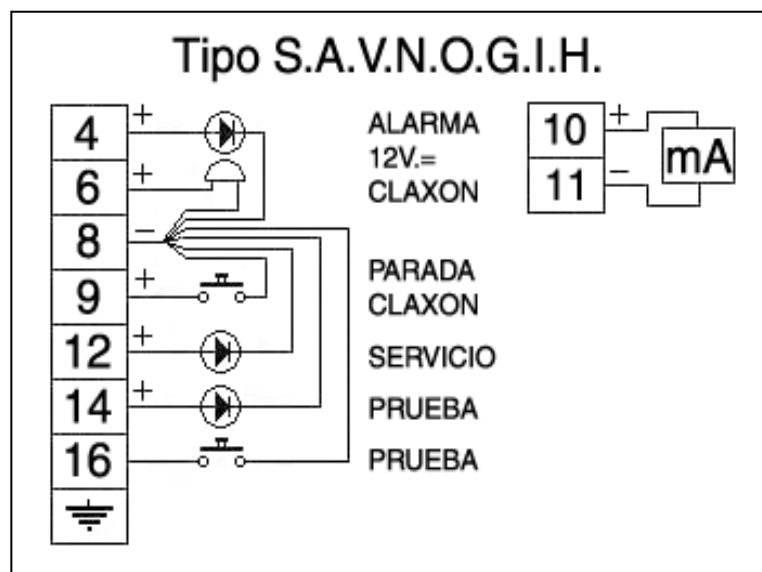 Tipo S.A.V.N.O.G.I.H.
4 +
6 +
8 −
9 +
12 +
14 +
16
ALARMA
12V.=
CLAXON
PARADA
CLAXON
SERVICIO
PRUEBA
PRUEBA
10 +
11 −
mA